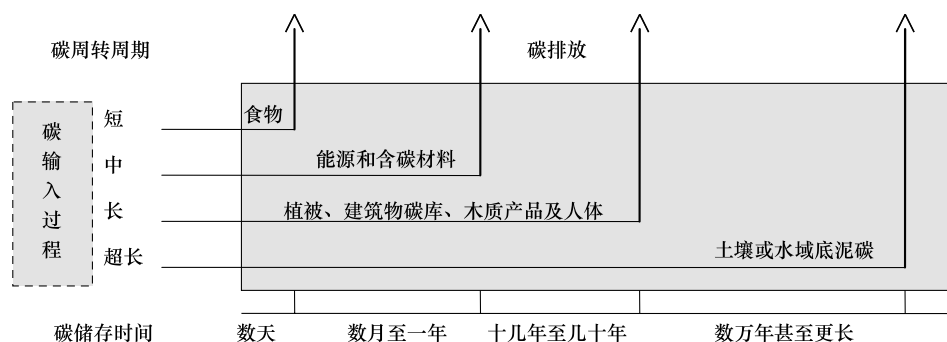 碳周转周期
碳排放
碳输入过程
短
食物
中
能源和含碳材料
长
植被、建筑物碳库、木质产品及人体
超长
土壤或水域底泥碳
碳储存时间
数天
数月至一年
十几年至几十年
数万年甚至更长